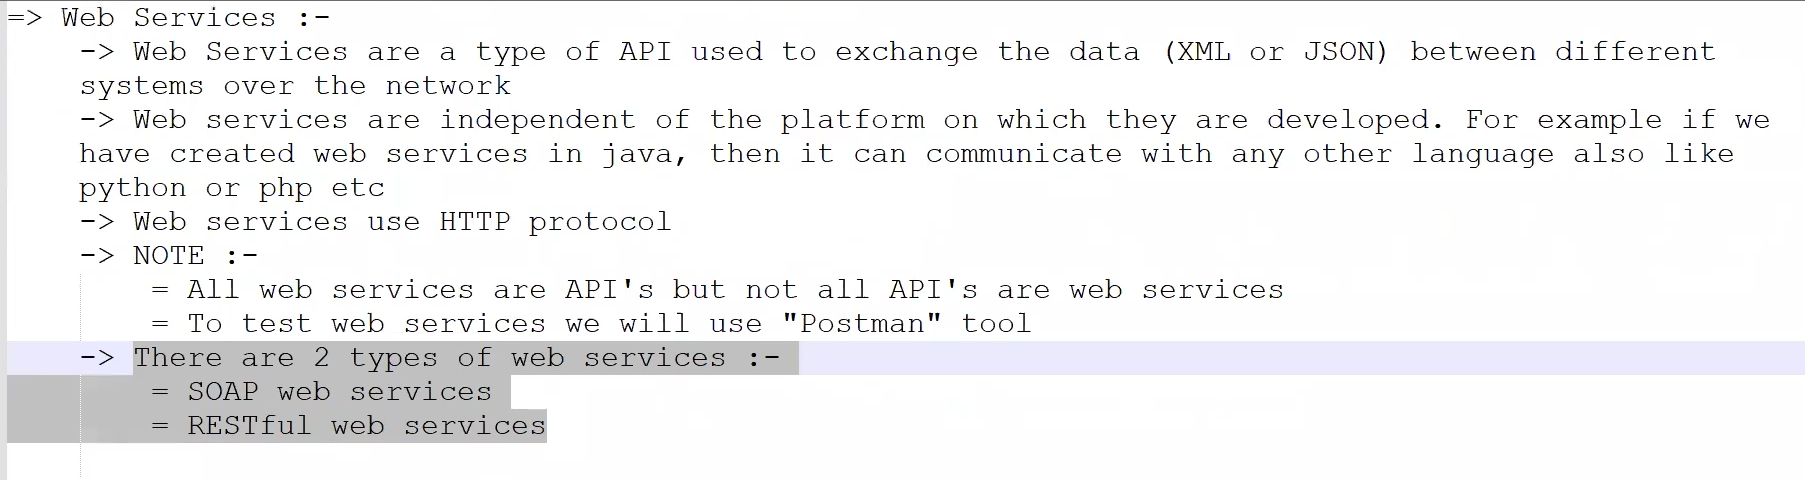 => Web Services :-
-> Web Services are a type of API used to exchange the data (XML or JSON) between different
systems over the network
-> Web services are independent of the platform on which they are developed. For example if we
have created web services in java, then it can communicate with any other language also like
python or php etc
-> Web services use HTTP protocol
-> NOTE :-
= All web services are API's but not all API's are web services
= To test web services we will use "Postman" tool
-> There are 2 types of web services :-
= SOAP web services
= RESTful web services